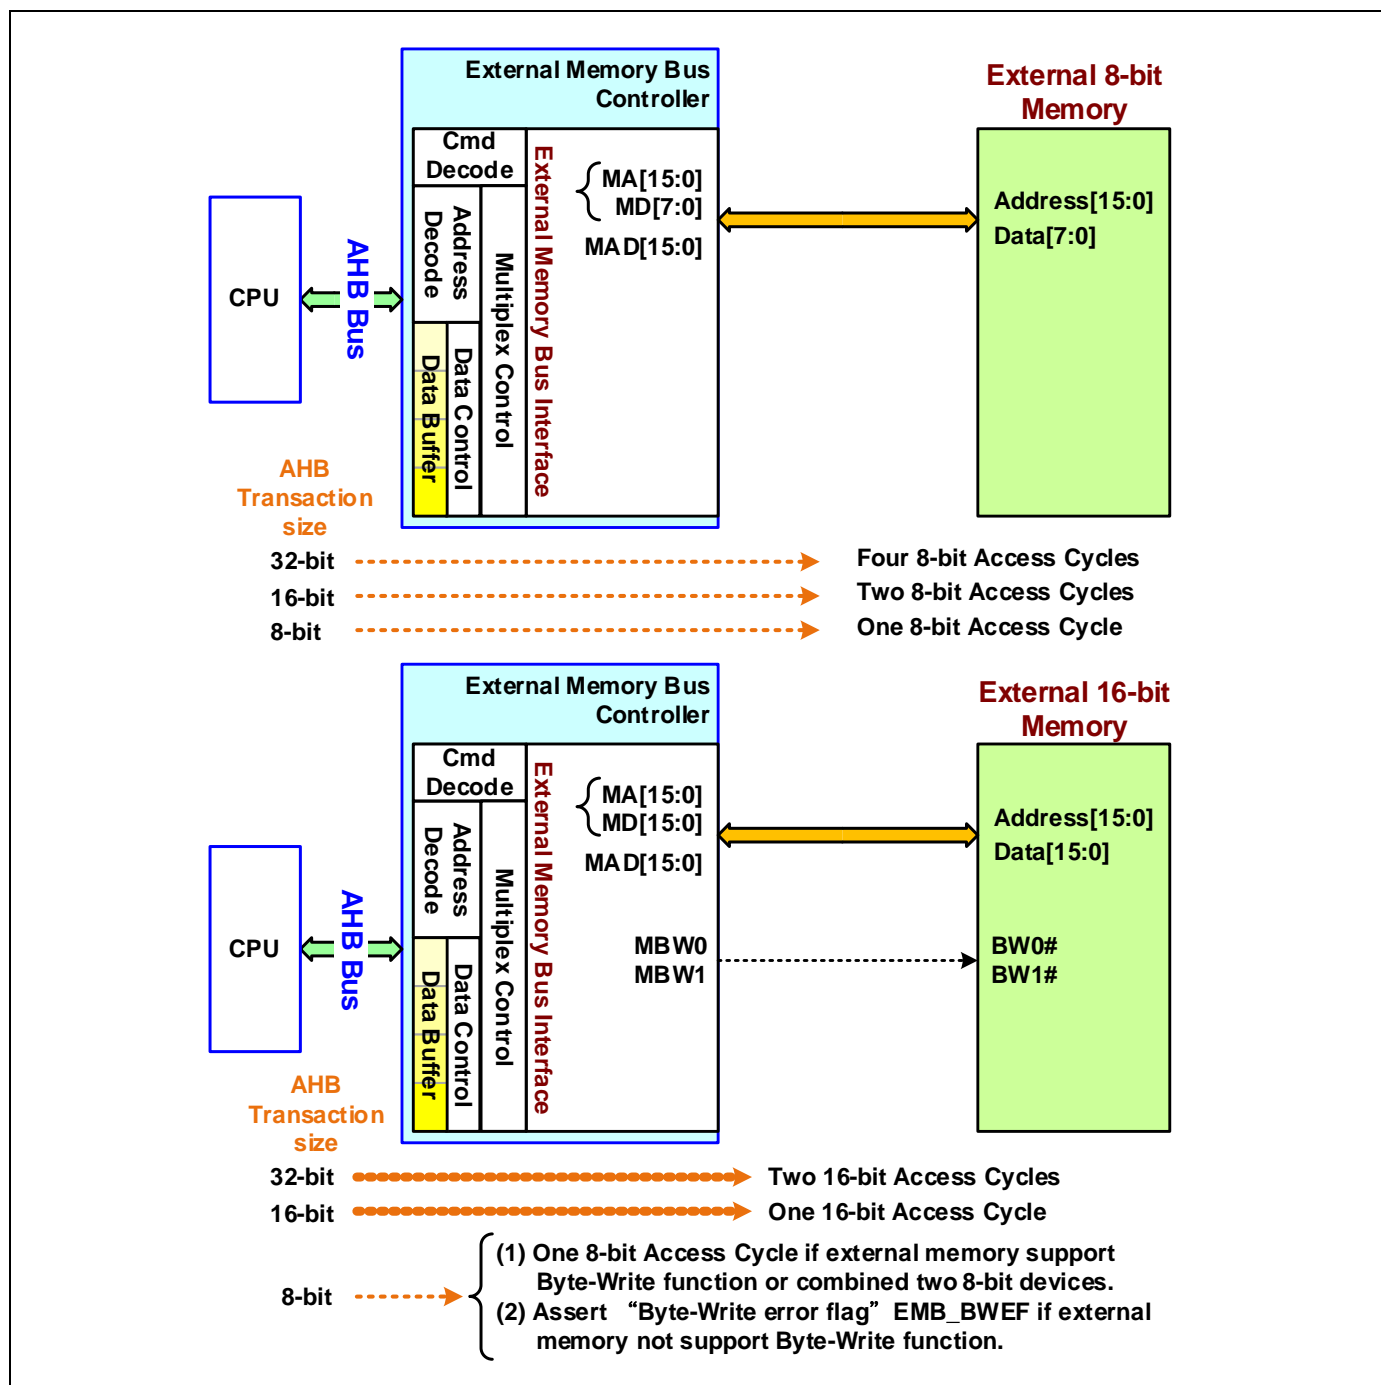 External Memory Bus
Controller
External 8-bit
Memory
Cmd
Decode
Address
Decode
Multiplex Control
Data Control
Data Buffer
External Memory Bus Interface
MA[15:0]
MD[7:0]
MAD[15:0]
Address[15:0]
Data[7:0]
CPU
AHB Bus
AHB
Transaction
size
32-bit
Four 8-bit Access Cycles
16-bit
Two 8-bit Access Cycles
8-bit
One 8-bit Access Cycle
External Memory Bus
Controller
External 16-bit
Memory
Cmd
Decode
Address
Decode
Multiplex Control
Data Control
Data Buffer
External Memory Bus Interface
MA[15:0]
MD[15:0]
MAD[15:0]
Address[15:0]
Data[15:0]
CPU
AHB Bus
MBW0
MBW1
BW0#
BW1#
AHB
Transaction
size
32-bit
Two 16-bit Access Cycles
16-bit
One 16-bit Access Cycle
8-bit
(1) One 8-bit Access Cycle if external memory support
Byte-Write function or combined two 8-bit devices.
(2) Assert “Byte-Write error flag” EMB_BWEF if external
memory not support Byte-Write function.